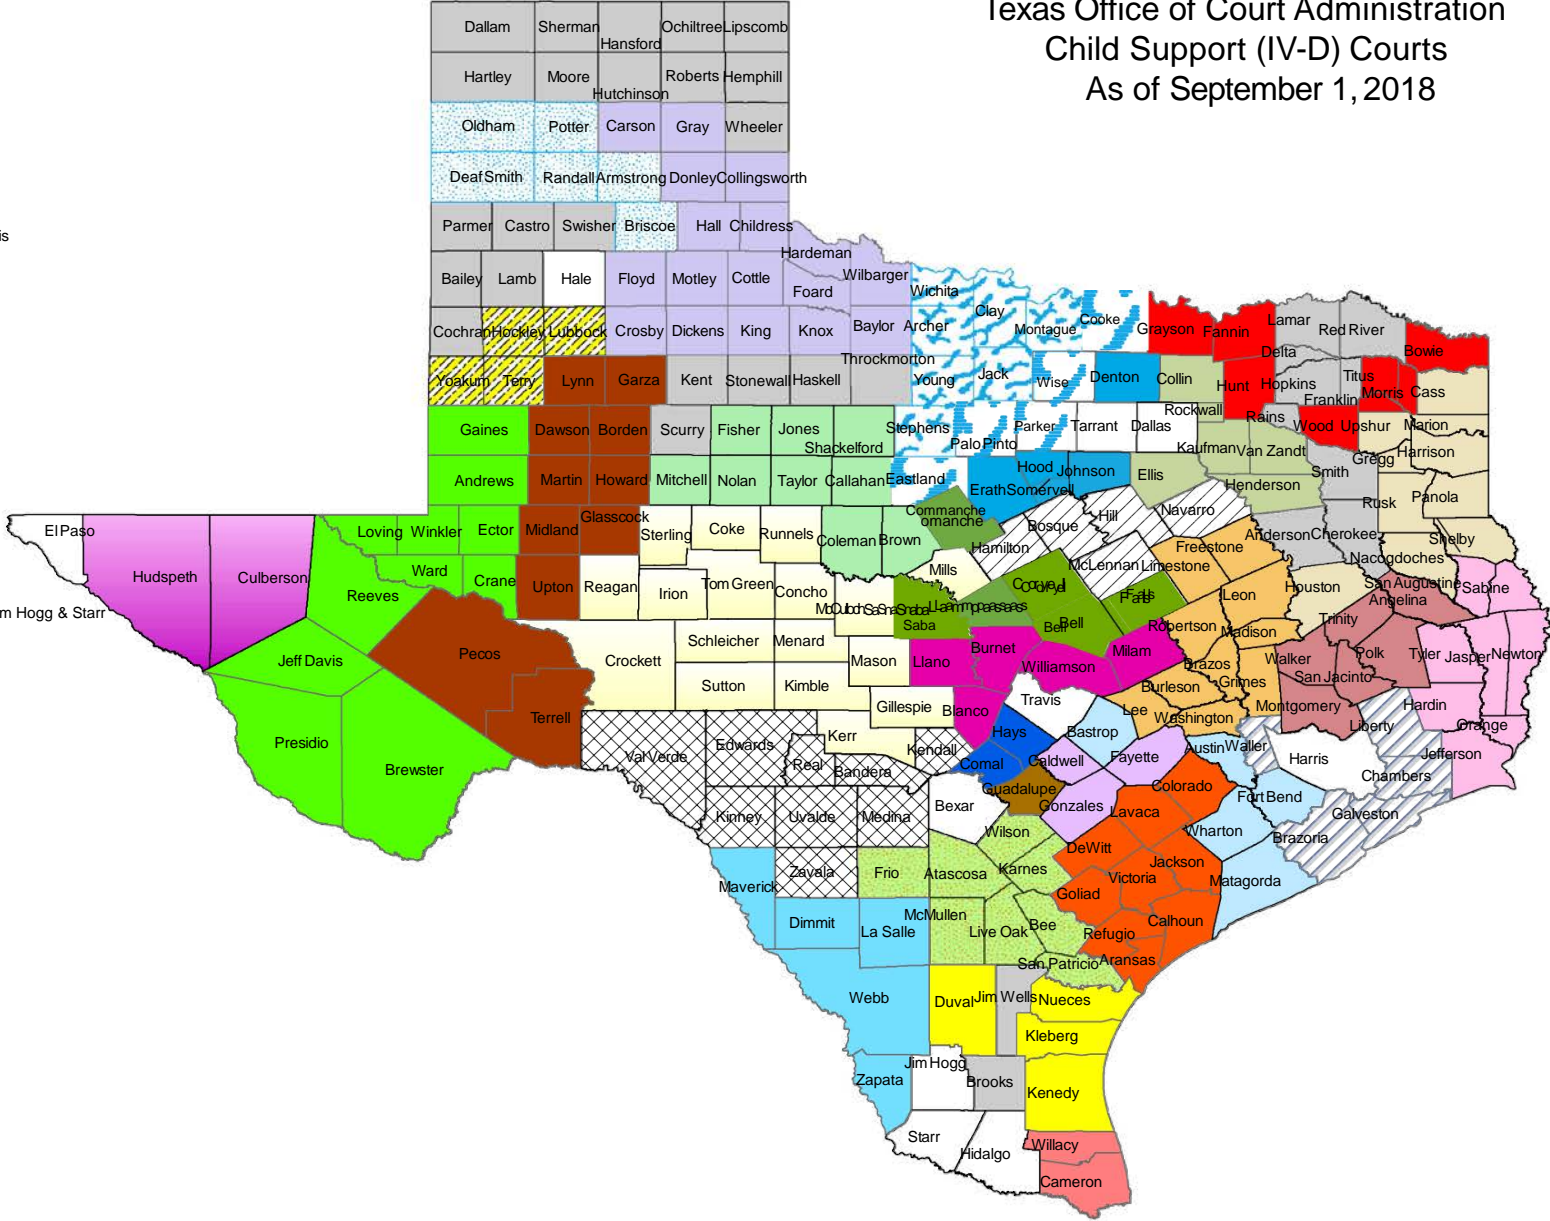 Texas Office of Court Administration
Child Support (IV-D) Courts
As of September 1, 2018
Dallam Sherman Hansford Ochiltree Lipscomb
Hartley Moore Hutchinson Roberts Hemphill
Oldham Potter Carson Gray Wheeler
Deaf Smith Randall Armstrong Donley Collingsworth
Parmer Castro Swisher Briscoe Hall Childress
is
Hardeman
Bailey Lamb Hale Floyd Motley Cottle Foard Wilbarger Wichita Clay
Montague Cooke Grayson Fannin Lamar Red River Bowie
Cochran Hockley Lubbock Crosby Dickens King Knox Baylor Archer
Delta
Throckmorton
Yoakum Terry Lynn Garza Kent Stonewall Haskell Young Jack Wise Denton Collin Hunt Hopkins Franklin Titus Morris Cass
Rockwall Rains
Gaines Dawson Borden Scurry Fisher Jones Shackelford Stephens Palo Pinto Parker Tarrant Dallas Kaufman Van Zandt Wood Upshur Marion
Smith Gregg Harrison
Andrews Martin Howard Mitchell Nolan Taylor Callahan Eastland Erath Somervell Hood Johnson Ellis Henderson Rusk Panola
Commanche
omanche
El Paso Loving Winkler Ector Midland Glasscock Sterling Coke Runnels Coleman Brown Hamilton Bosque Hill Navarro Freestone Anderson Cherokee Nacogdoches Shelby
Hudspeth Culberson Reeves Ward Crane Upton Reagan Irion Tom Green Concho Mills McLennan Limestone Leon Houston San Augustine Sabine
Angelina
McCulloch San Saba Lampasas Coryell Falls
Saba
Trinity
m Hogg & Starr
Bell Bell Robertson Madison
Jeff Davis Pecos Crockett Schleicher Menard Mason Llano Burnet Williamson Milam Brazos Grimes Walker San Jacinto Polk Tyler Jasper Newton
Sutton Kimble Burleson
Presidio Brewster Terrell Gillespie Blanco Travis Lee Washington Montgomery Liberty Hardin Orange
Val Verde Edwards Real Kerr Bandera Kendall Comal Hays Bastrop Caldwell Fayette Austin Waller Harris Chambers Jefferson
Kinney Uvalde Medina Bexar Guadalupe Gonzales Lavaca Colorado Fort Bend Galveston
Wilson Wharton Brazoria
Maverick Zavala Frio Atascosa Karnes DeWitt Victoria Jackson Matagorda
Goliad
Dimmit La Salle McMullen Live Oak Bee Refugio Calhoun
San Patricio Aransas
Webb Duval Jim Wells Nueces
Kleberg
Zapata Jim Hogg Brooks Kenedy
Starr Hidalgo Willacy
Cameron